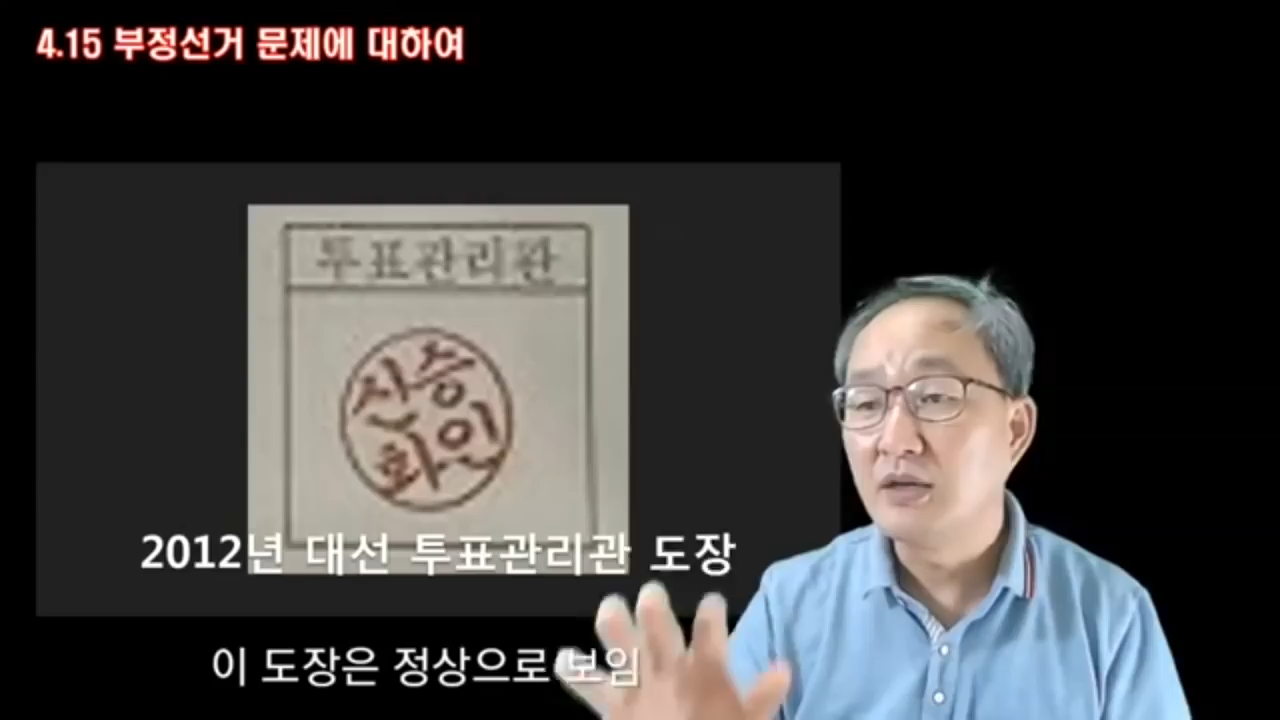 4.15 부정선거 문제에 대하여
투표관리관
신승
화인
2012년 대선 투표관리관 도장
이 도장은 정상으로 보임